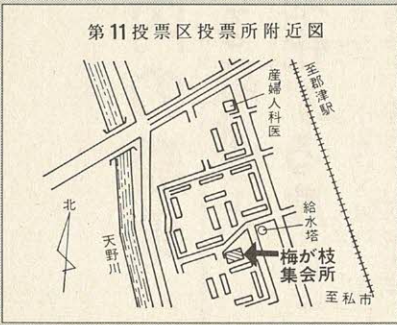 第11投票区投票所附近図
産婦人科医
至郡津駅
北
天野川
給水塔
梅が枝
集会所
至私市